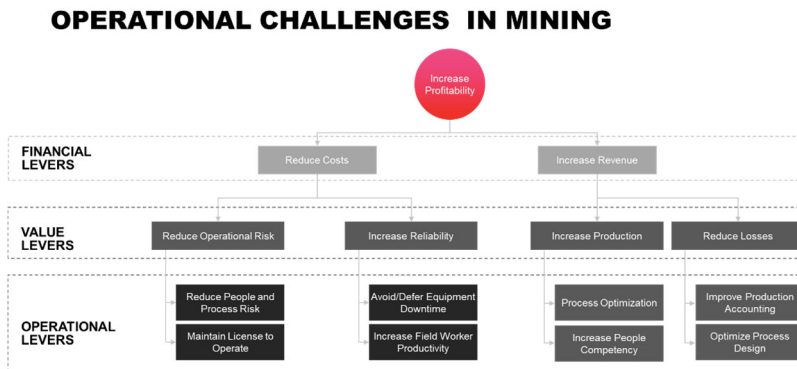 OPERATIONAL CHALLENGES IN MINING
Increase
Profitability
FINANCIAL
LEVERS
Reduce Costs
Increase Revenue
VALUE
LEVERS
Reduce Operational Risk
Increase Reliability
Increase Production
Reduce Losses
OPERATIONAL
LEVERS
Reduce People and
Process Risk
Avoid/Defer Equipment
Downtime
Process Optimization
Improve Production
Accounting
Maintain License to
Operate
Increase Field Worker
Productivity
Increase People
Competency
Optimize Process
Design